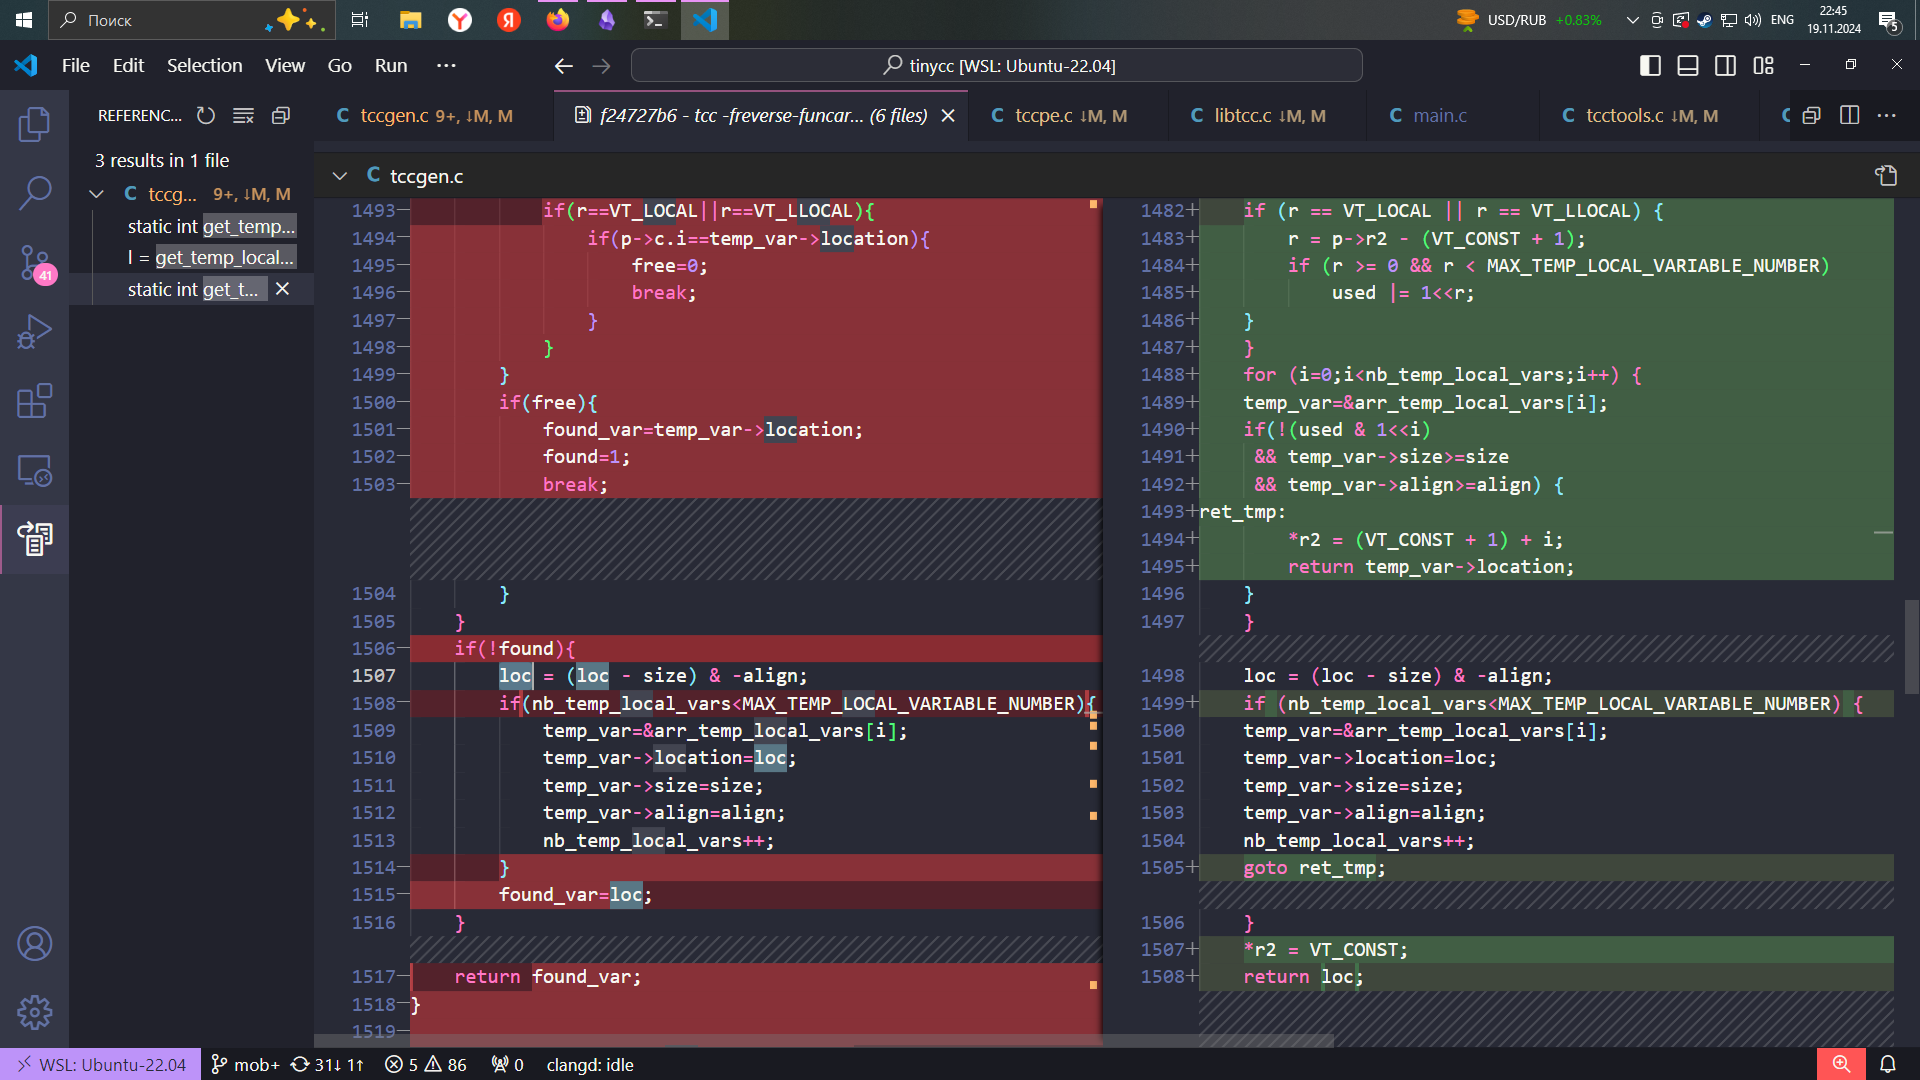 Поиск
USD/RUB +0.83%
ENG
22:45
19.11.2024
5
File Edit Selection View Go Run ···
tinycc [WSL: Ubuntu-22.04]
REFERENC...
C tccgen.c 9+, ↓M, M
f24727b6 - tcc -freverse-funcar... (6 files)
C tccpe.c ↓M, M
C libtcc.c ↓M, M
C main.c
C tcctools.c ↓M, M
3 results in 1 file
C tccg... 9+, ↓M, M
static int get_temp...
l = get_temp_local...
static int get_t...
41
C tccgen.c
1493 if(r==VT_LOCAL||r==VT_LLOCAL){
1494 if(p->c.i==temp_var->location){
1495 free=0;
1496 break;
1497 }
1498 }
1499 }
1500 if(free){
1501 found_var=temp_var->location;
1502 found=1;
1503 break;
1504 }
1505 }
1506 if(!found){
1507 loc = (loc - size) & -align;
1508 if(nb_temp_local_vars<MAX_TEMP_LOCAL_VARIABLE_NUMBER){
1509 temp_var=&arr_temp_local_vars[i];
1510 temp_var->location=loc;
1511 temp_var->size=size;
1512 temp_var->align=align;
1513 nb_temp_local_vars++;
1514 }
1515 found_var=loc;
1516 }
1517 return found_var;
1518 }
1519
1482+ if (r == VT_LOCAL || r == VT_LLOCAL) {
1483+ r = p->r2 - (VT_CONST + 1);
1484+ if (r >= 0 && r < MAX_TEMP_LOCAL_VARIABLE_NUMBER)
1485+ used |= 1<<r;
1486+ }
1487+ }
1488+ for (i=0;i<nb_temp_local_vars;i++) {
1489+ temp_var=&arr_temp_local_vars[i];
1490+ if(!(used & 1<<i)
1491+ && temp_var->size>=size
1492+ && temp_var->align>=align) {
1493+ ret_tmp:
1494+ *r2 = (VT_CONST + 1) + i;
1495+ return temp_var->location;
1496 }
1497 }
1498 loc = (loc - size) & -align;
1499+ if (nb_temp_local_vars<MAX_TEMP_LOCAL_VARIABLE_NUMBER) {
1500 temp_var=&arr_temp_local_vars[i];
1501 temp_var->location=loc;
1502 temp_var->size=size;
1503 temp_var->align=align;
1504 nb_temp_local_vars++;
1505+ goto ret_tmp;
1506 }
1507+ *r2 = VT_CONST;
1508+ return loc;
WSL: Ubuntu-22.04 mob+ 31↓ 1↑ 5 86 0 clangd: idle